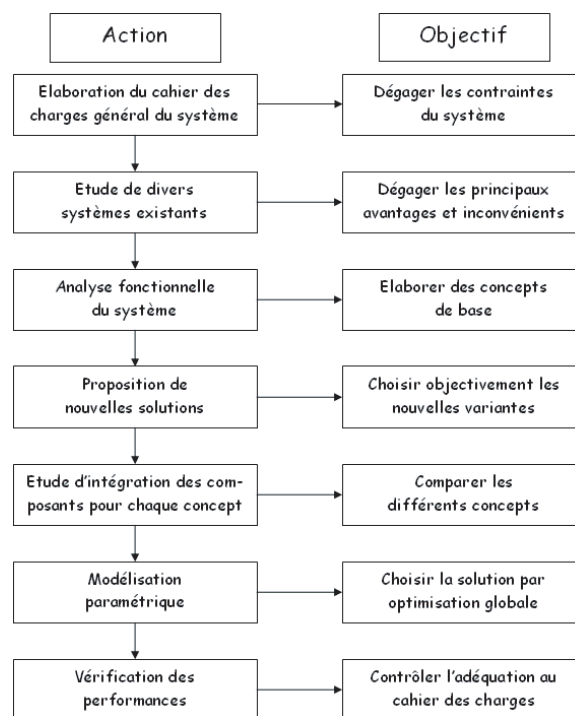 Action
Objectif
Elaboration du cahier des
charges général du système
Dégager les contraintes
du système
Etude de divers
systèmes existants
Dégager les principaux
avantages et inconvénients
Analyse fonctionnelle
du système
Elaborer des concepts
de base
Proposition de
nouvelles solutions
Choisir objectivement les
nouvelles variantes
Etude d'intégration des com-
posants pour chaque concept
Comparer les
différents concepts
Modélisation
paramétrique
Choisir la solution par
optimisation globale
Vérification des
performances
Contrôler l'adéquation au
cahier des charges